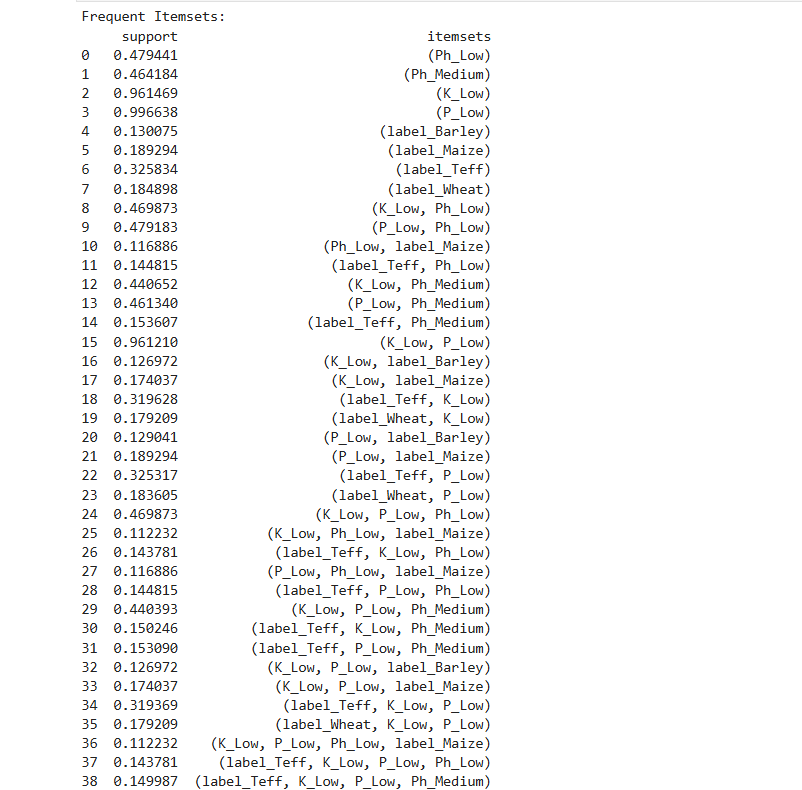 Frequent Itemsets:
support itemsets
0 0.479441 (Ph_Low)
1 0.464184 (Ph_Medium)
2 0.961469 (K_Low)
3 0.996638 (P_Low)
4 0.130075 (label_Barley)
5 0.189294 (label_Maize)
6 0.325834 (label_Teff)
7 0.184898 (label_Wheat)
8 0.469873 (K_Low, Ph_Low)
9 0.479183 (P_Low, Ph_Low)
10 0.116886 (Ph_Low, label_Maize)
11 0.144815 (label_Teff, Ph_Low)
12 0.440652 (K_Low, Ph_Medium)
13 0.461340 (P_Low, Ph_Medium)
14 0.153607 (label_Teff, Ph_Medium)
15 0.961210 (K_Low, P_Low)
16 0.126972 (K_Low, label_Barley)
17 0.174037 (K_Low, label_Maize)
18 0.319628 (label_Teff, K_Low)
19 0.179209 (label_Wheat, K_Low)
20 0.129041 (P_Low, label_Barley)
21 0.189294 (P_Low, label_Maize)
22 0.325317 (label_Teff, P_Low)
23 0.183605 (label_Wheat, P_Low)
24 0.469873 (K_Low, P_Low, Ph_Low)
25 0.112232 (K_Low, Ph_Low, label_Maize)
26 0.143781 (label_Teff, K_Low, Ph_Low)
27 0.116886 (P_Low, Ph_Low, label_Maize)
28 0.144815 (label_Teff, P_Low, Ph_Low)
29 0.440393 (K_Low, P_Low, Ph_Medium)
30 0.150246 (label_Teff, K_Low, Ph_Medium)
31 0.153090 (label_Teff, P_Low, Ph_Medium)
32 0.126972 (K_Low, P_Low, label_Barley)
33 0.174037 (K_Low, P_Low, label_Maize)
34 0.319369 (label_Teff, K_Low, P_Low)
35 0.179209 (label_Wheat, K_Low, P_Low)
36 0.112232 (K_Low, P_Low, Ph_Low, label_Maize)
37 0.143781 (label_Teff, K_Low, P_Low, Ph_Low)
38 0.149987 (label_Teff, K_Low, P_Low, Ph_Medium)